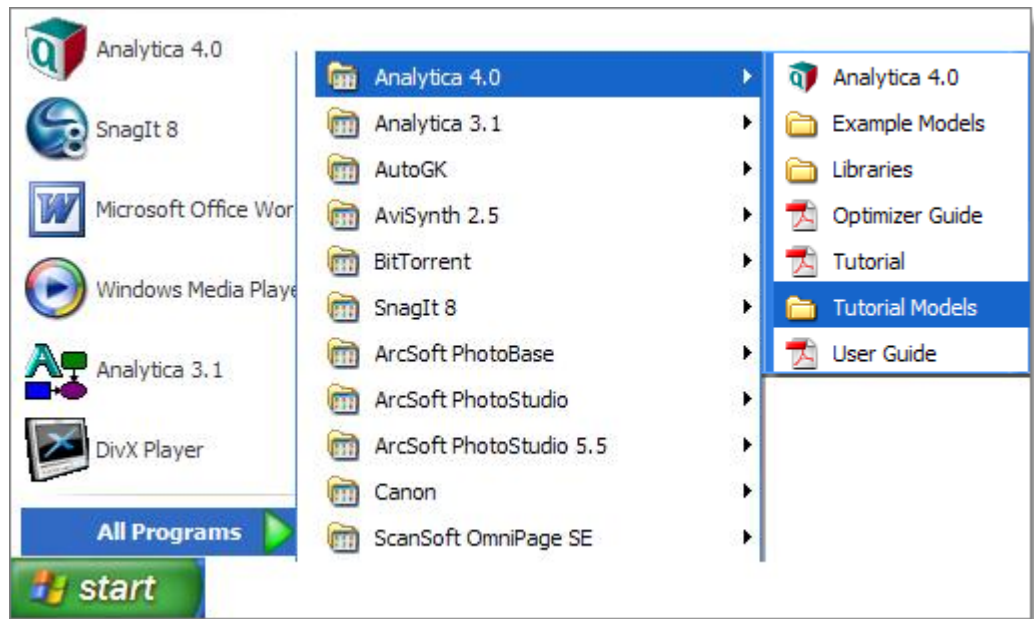 Analytica 4.0
SnagIt 8
Microsoft Office Wor
Windows Media Playe
Analytica 3.1
DivX Player
All Programs
start
Analytica 4.0
Analytica 3.1
AutoGK
AviSynth 2.5
BitTorrent
SnagIt 8
ArcSoft PhotoBase
ArcSoft PhotoStudio
ArcSoft PhotoStudio 5.5
Canon
ScanSoft OmniPage SE
Analytica 4.0
Example Models
Libraries
Optimizer Guide
Tutorial
Tutorial Models
User Guide